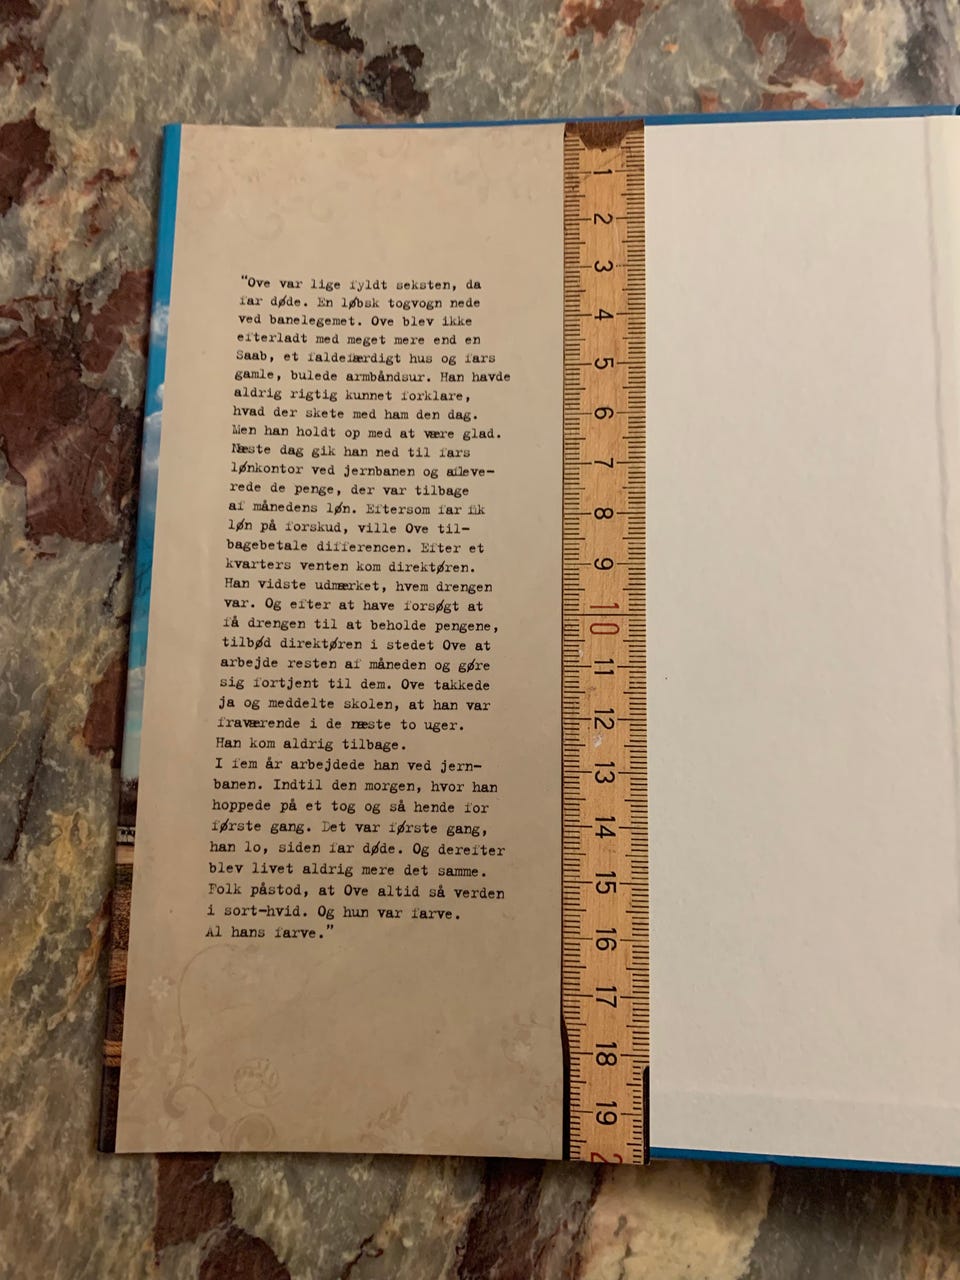 "Ove var lige fyldt seksten, da
far døde. En løbsk togvogn nede
ved banelegemet. Ove blev ikke
efterladt med meget mere end en
Saab, et faldefærdigt hus og fars
gamle, bulede armbåndsur. Han havde
aldrig rigtig kunnet forklare,
hvad der skete med ham den dag.
Men han holdt op med at være glad.
Næste dag gik han ned til fars
lønkontor ved jernbanen og afleve-
rede de penge, der var tilbage
af månedens løn. Eftersom far fik
løn på forskud, ville Ove til-
bagebetale differencen. Efter et
kvarters venten kom direktøren.
Han vidste udmærket, hvem drengen
var. Og efter at have forsøgt at
få drengen til at beholde pengene,
tilbød direktøren i stedet Ove at
arbejde resten af måneden og gøre
sig fortjent til dem. Ove takkede
ja og meddelte skolen, at han var
fraværende i de næste to uger.
Han kom aldrig tilbage.
I fem år arbejdede han ved jern-
banen. Indtil den morgen, hvor han
hoppede på et tog og så hende for
første gang. Det var første gang,
han lo, siden far døde. Og derefter
blev livet aldrig mere det samme.
Folk påstod, at Ove altid så verden
i sort-hvid. Og hun var farve.
Al hans farve."
1
2
3
4
5
6
7
8
9
10
11
12
13
14
15
16
17
18
19
2